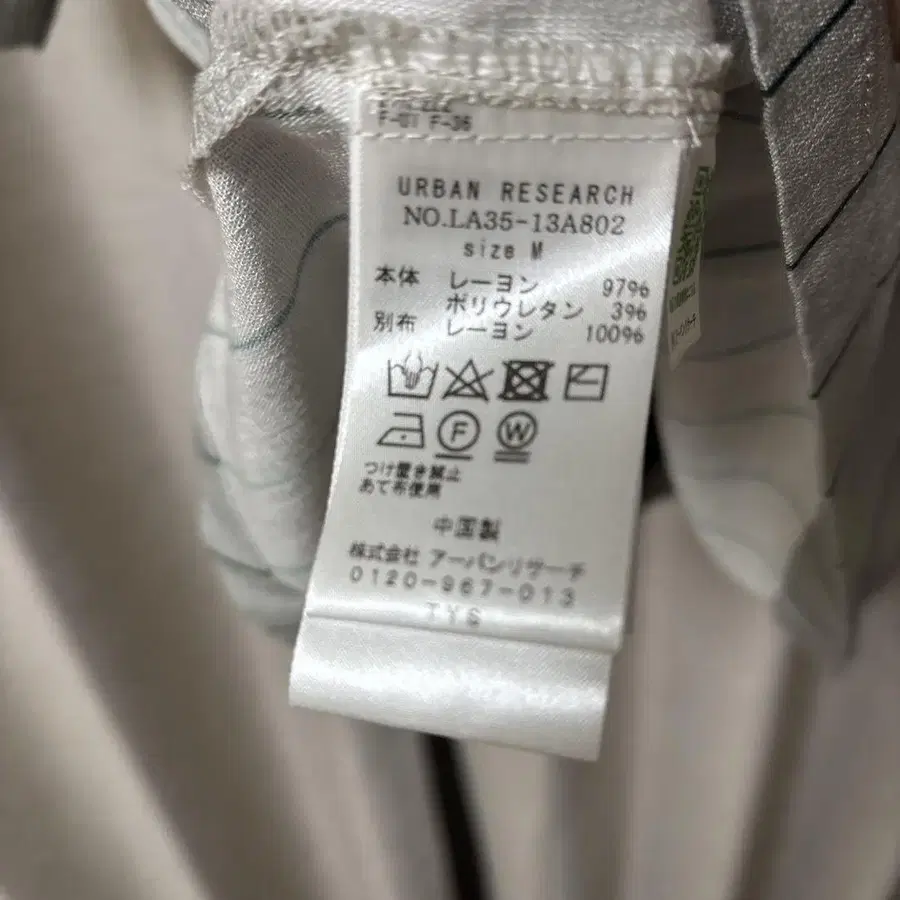 F-01 F-36
URBAN RESEARCH
NO.LA35-13A802
size M
本体 レーヨン 97%
ポリウレタン 3%
別布 レーヨン 100%
F W
つけ置き禁止
あて布使用
中国製
株式会社 アーバンリサーチ
0120-967-013
TYS